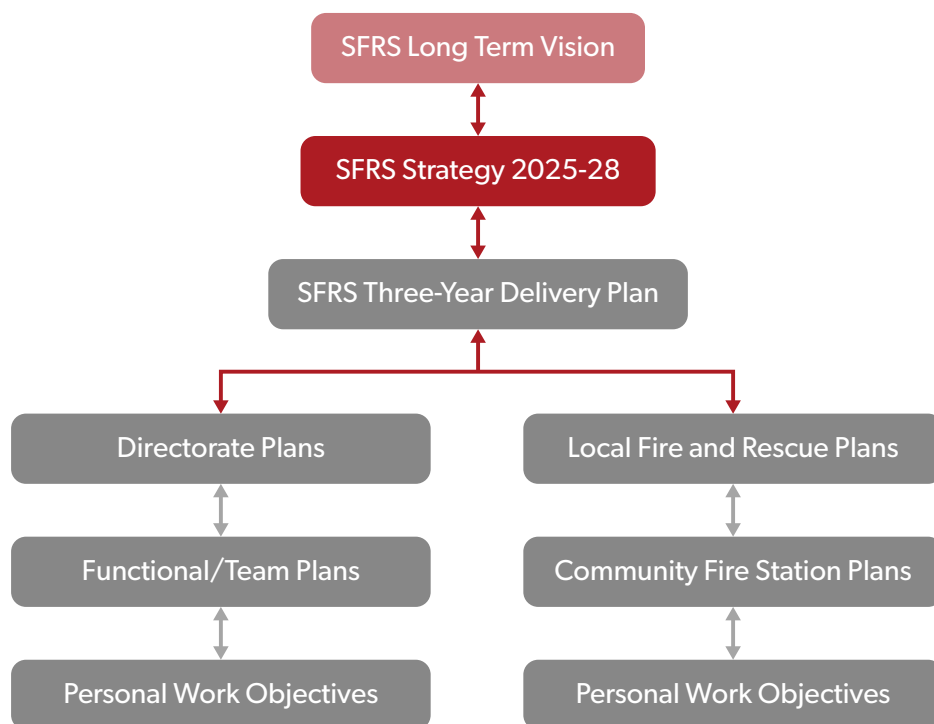 SFRS Long Term Vision
SFRS Strategy 2025-28
SFRS Three-Year Delivery Plan
Directorate Plans
Local Fire and Rescue Plans
Functional/Team Plans
Community Fire Station Plans
Personal Work Objectives
Personal Work Objectives